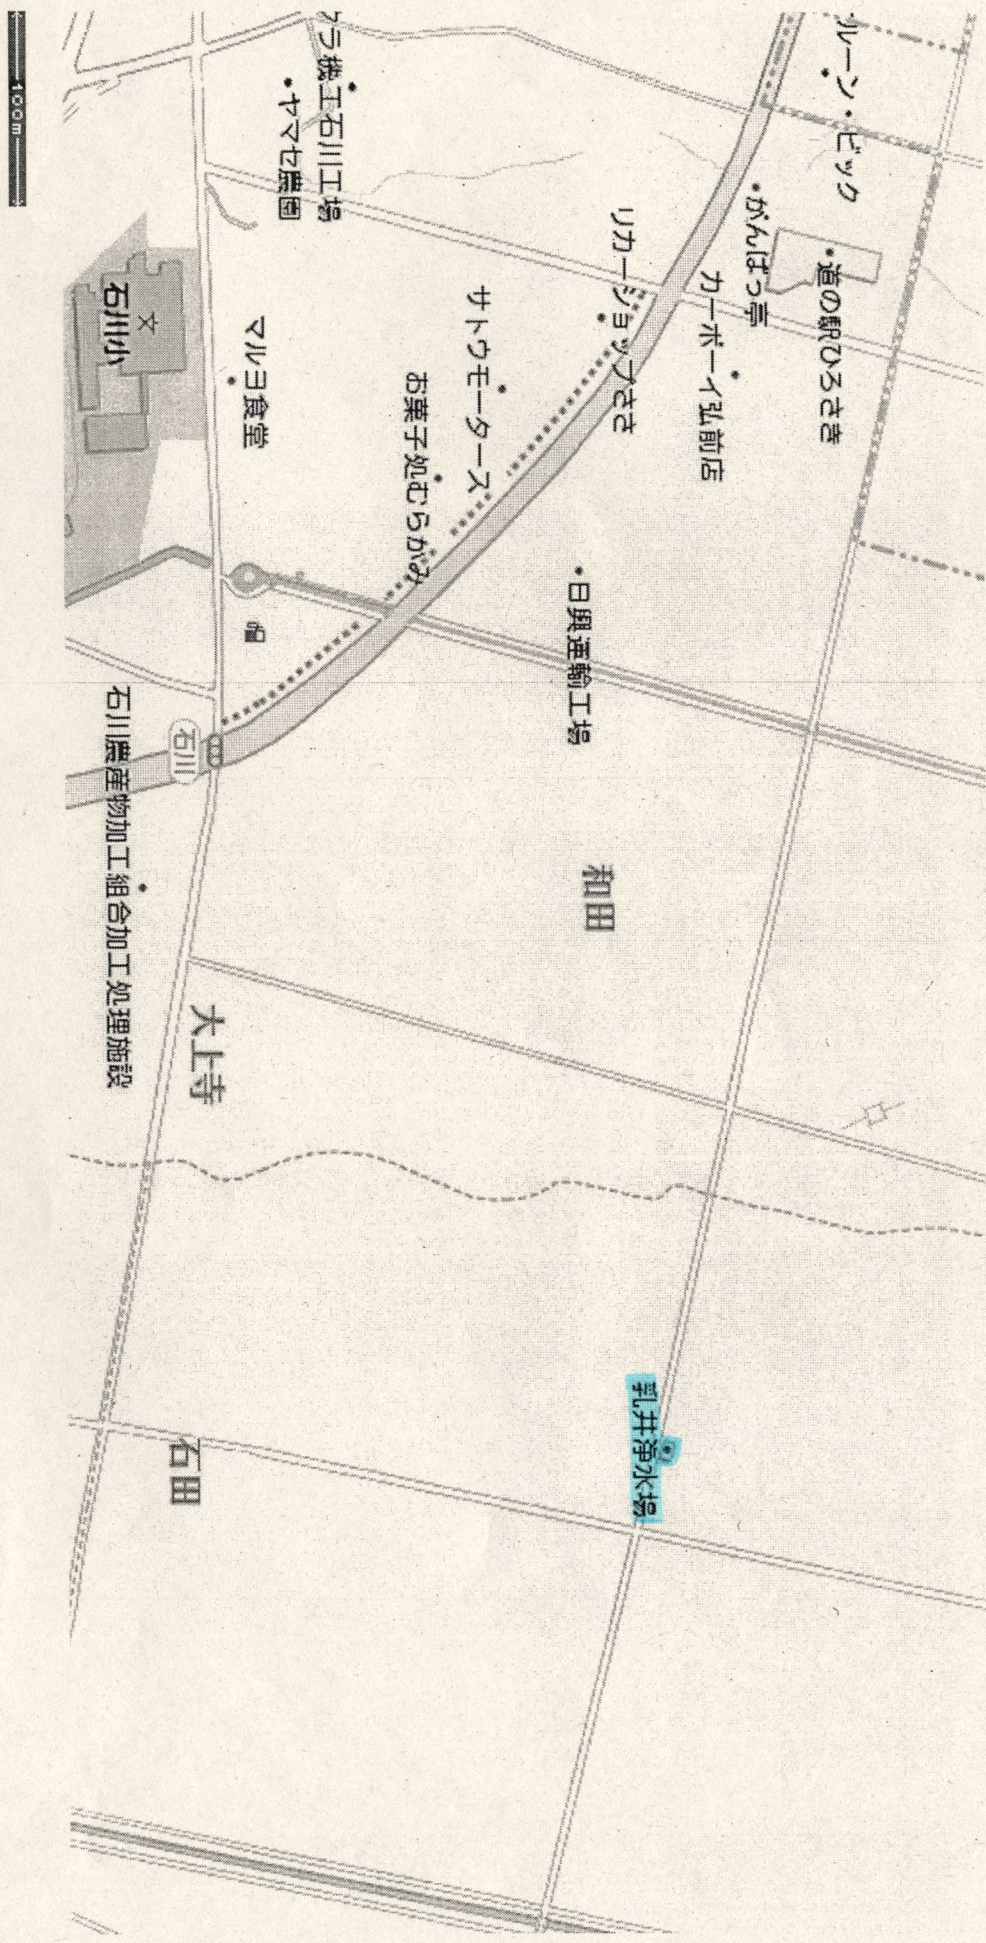 ルーン・ビック
道の駅ひろさき
がんばっ亭
カーボーイ弘前店
リカーショップささ
日興運輸工場
サトウモータース
お菓子処むらかみ
クラ機工石川工場
ヤマセ農園
マルヨ食堂
石川小
文
石川
石川農産物加工組合加工処理施設
和田
大上寺
乳井浄水場
石田
100m